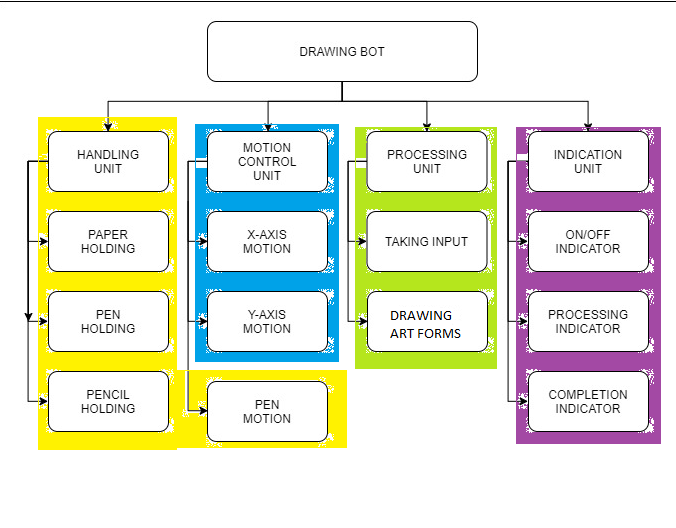 DRAWING BOT
HANDLING
UNIT
PAPER
HOLDING
PEN
HOLDING
PENCIL
HOLDING
MOTION
CONTROL
UNIT
X-AXIS
MOTION
Y-AXIS
MOTION
PEN
MOTION
PROCESSING
UNIT
TAKING INPUT
DRAWING
ART FORMS
INDICATION
UNIT
ON/OFF
INDICATOR
PROCESSING
INDICATOR
COMPLETION
INDICATOR